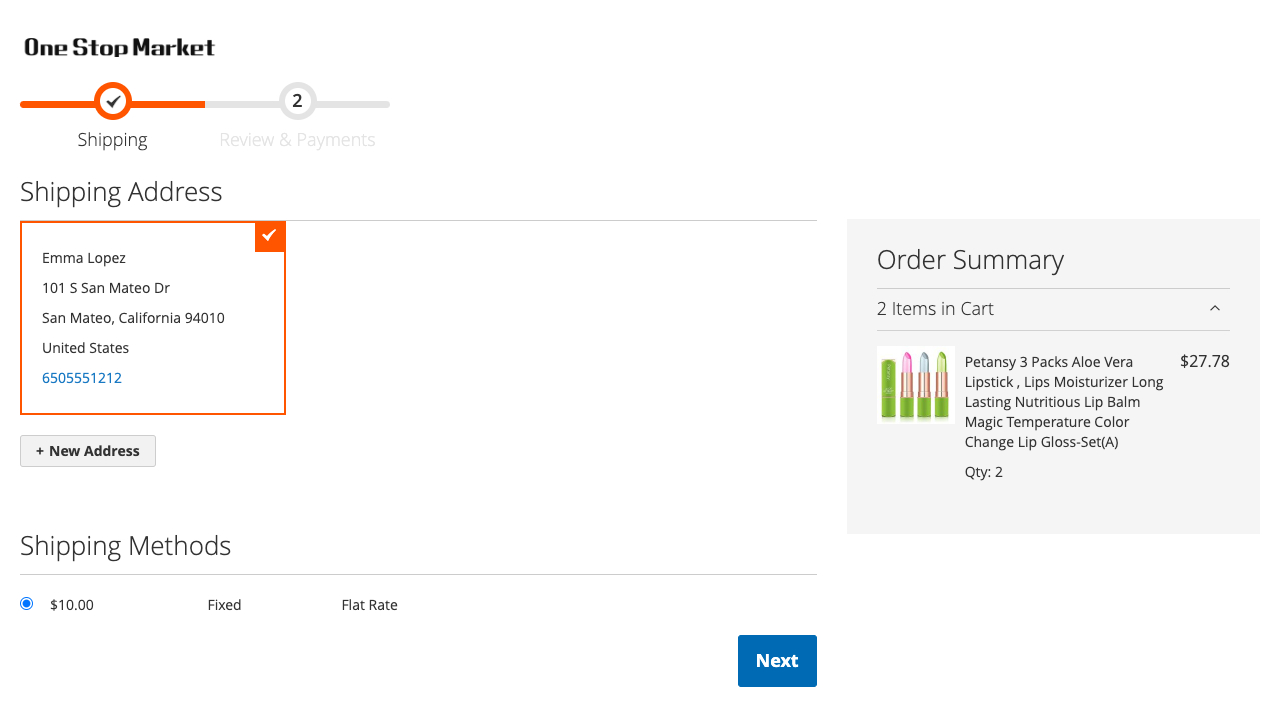 One Stop Market
2
Shipping
Review & Payments
Shipping Address
Emma Lopez
101 S San Mateo Dr
San Mateo, California 94010
United States
6505551212
+ New Address
Shipping Methods
$10.00 Fixed Flat Rate
Next
Order Summary
2 Items in Cart
Petansy 3 Packs Aloe Vera $27.78
Lipstick , Lips Moisturizer Long
Lasting Nutritious Lip Balm
Magic Temperature Color
Change Lip Gloss-Set(A)
Qty: 2